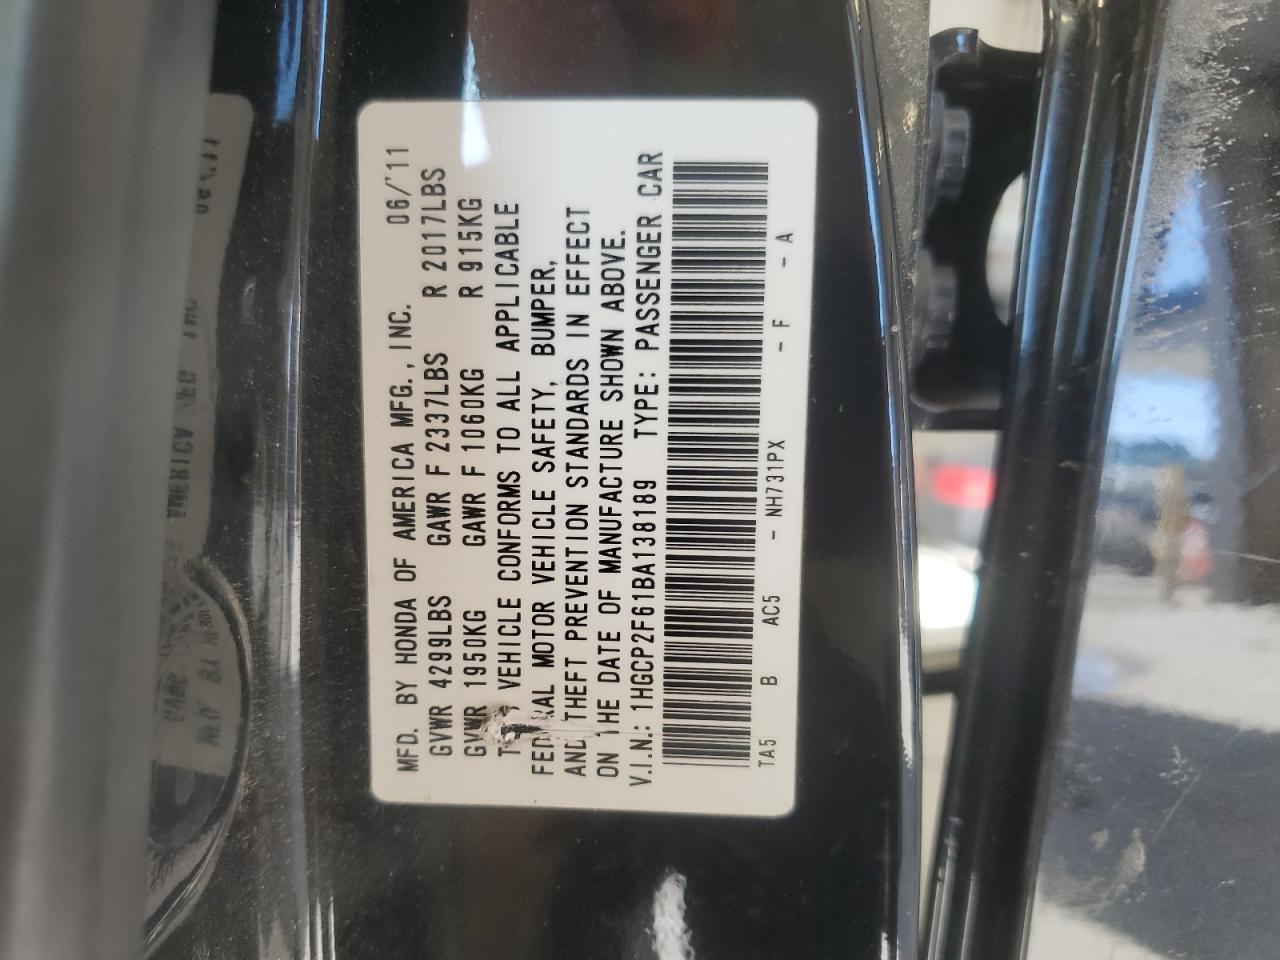 MFD. BY HONDA OF AMERICA MFG., INC. 06/'11
GVWR 4299LBS GAWR F 2337LBS R 2017LBS
GVWR 1950KG GAWR F 1060KG R 915KG
VEHICLE CONFORMS TO ALL APPLICABLE
MOTOR VEHICLE SAFETY, BUMPER,
AND THEFT PREVENTION STANDARDS IN EFFECT
ON THE DATE OF MANUFACTURE SHOWN ABOVE.
V.I.N.: 1HGCP2F61BA138189 TYPE: PASSENGER CAR
TA5 B AC5 - NH731PX - F - A